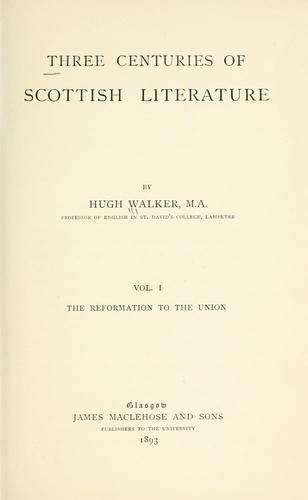 THREE CENTURIES OF
SCOTTISH LITERATURE
BY
HUGH WALKER, M.A.
PROFESSOR OF ENGLISH IN ST. DAVID'S COLLEGE, LAMPETER
VOL. I
THE REFORMATION TO THE UNION
Glasgow
JAMES MACLEHOSE AND SONS
PUBLISHERS TO THE UNIVERSITY
1893